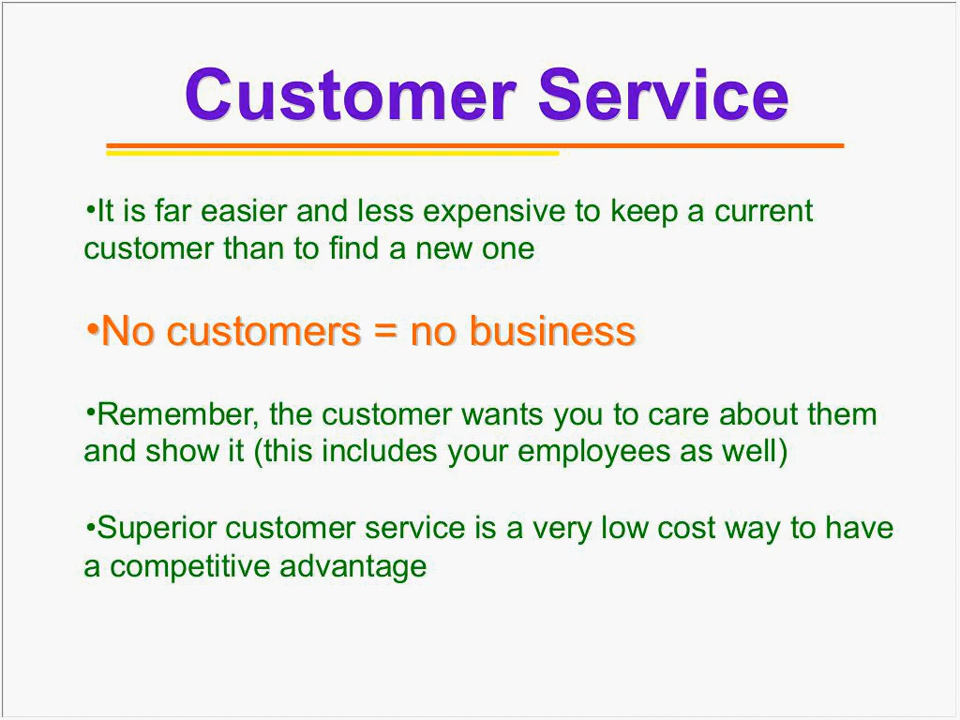 Customer Service
•It is far easier and less expensive to keep a current
customer than to find a new one
•No customers = no business
•Remember, the customer wants you to care about them
and show it (this includes your employees as well)
•Superior customer service is a very low cost way to have
a competitive advantage